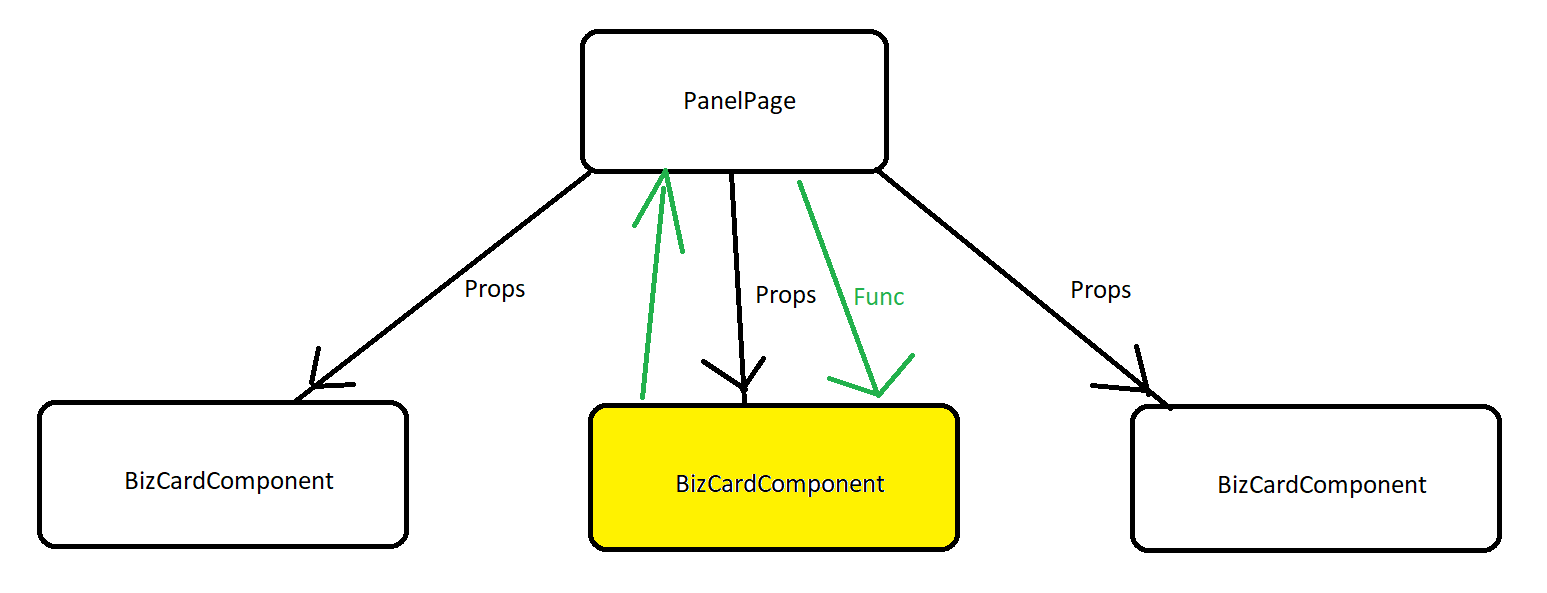 PanelPage
Props
Props
Func
Props
BizCardComponent
BizCardComponent
BizCardComponent